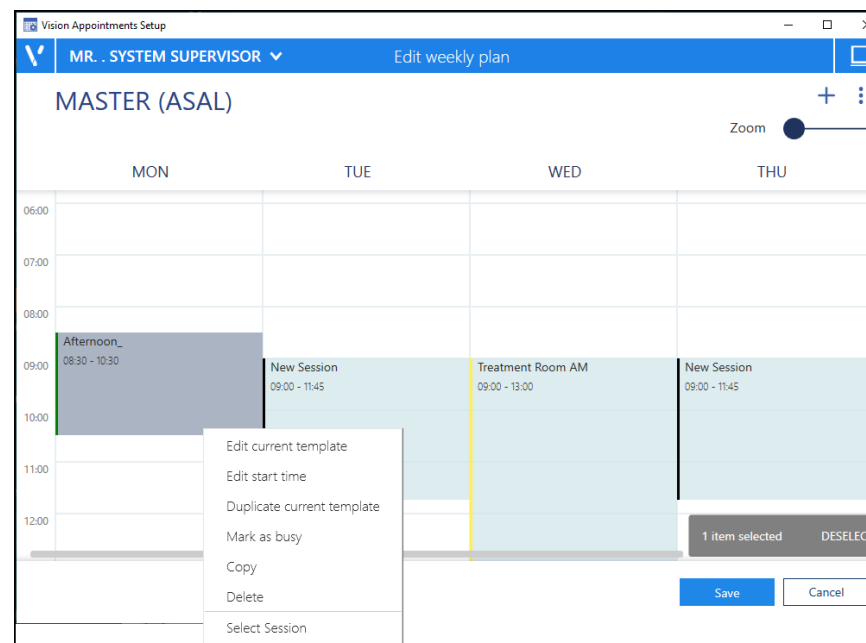 Vision Appointments Setup
MR. . SYSTEM SUPERVISOR
Edit weekly plan
MASTER (ASAL)
Zoom
MON TUE WED THU
06:00
07:00
08:00
Afternoon_
08:30 - 10:30
09:00
New Session
09:00 - 11:45
Treatment Room AM
09:00 - 13:00
New Session
09:00 - 11:45
10:00
11:00
12:00
Edit current template
Edit start time
Duplicate current template
Mark as busy
Copy
Delete
Select Session
1 item selected DESELEC
Save Cancel